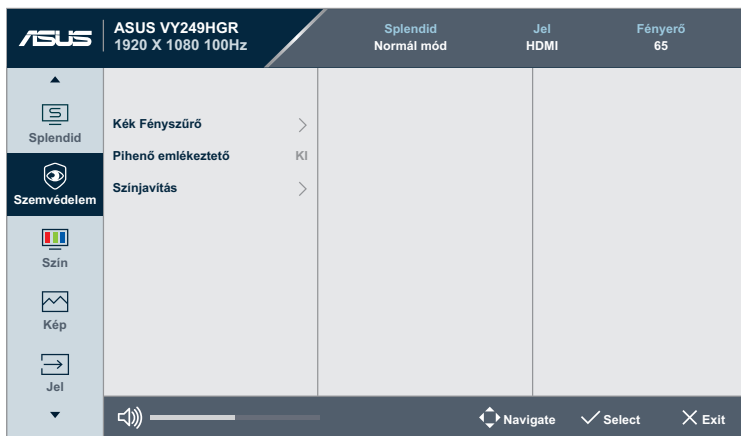 ASUS
ASUS VY249HGR
1920 X 1080 100Hz
Splendid
Normál mód
Jel
HDMI
Fényerő
65
Splendid
Szemvédelem
Szín
Kép
Jel
Kék Fényszűrő
Pihenő emlékeztető KI
Színjavítás
Navigate
Select
Exit